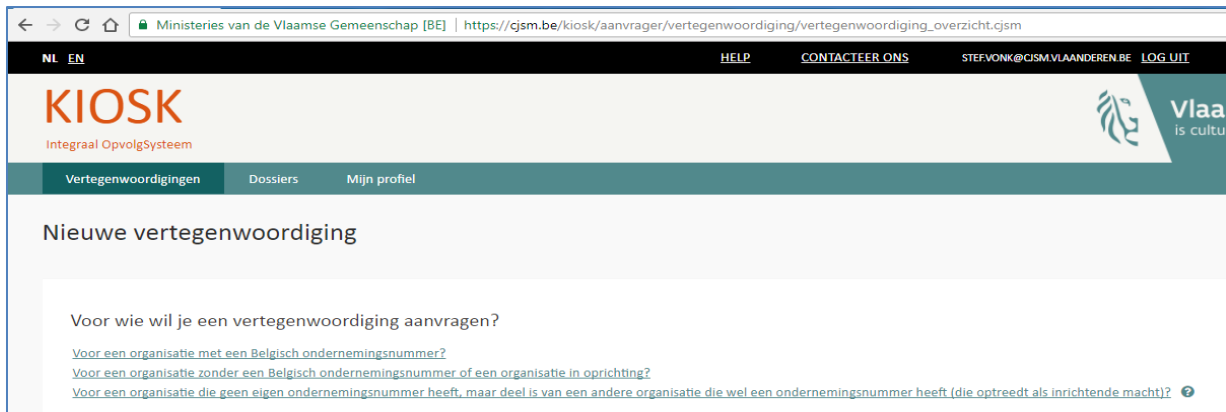 Ministeries van de Vlaamse Gemeenschap [BE] | https://cjsm.be/kiosk/aanvrager/vertegenwoordiging/vertegenwoordiging_overzicht.cjsm
NL EN HELP CONTACTEER ONS STEF.VONK@CJSM.VLAANDEREN.BE LOG UIT
KIOSK
Integraal OpvolgSysteem
Vlaa
is cultu
Vertegenwoordigingen Dossiers Mijn profiel
Nieuwe vertegenwoordiging
Voor wie wil je een vertegenwoordiging aanvragen?
Voor een organisatie met een Belgisch ondernemingsnummer?
Voor een organisatie zonder een Belgisch ondernemingsnummer of een organisatie in oprichting?
Voor een organisatie die geen eigen ondernemingsnummer heeft, maar deel is van een andere organisatie die wel een ondernemingsnummer heeft (die optreedt als inrichtende macht)? ?